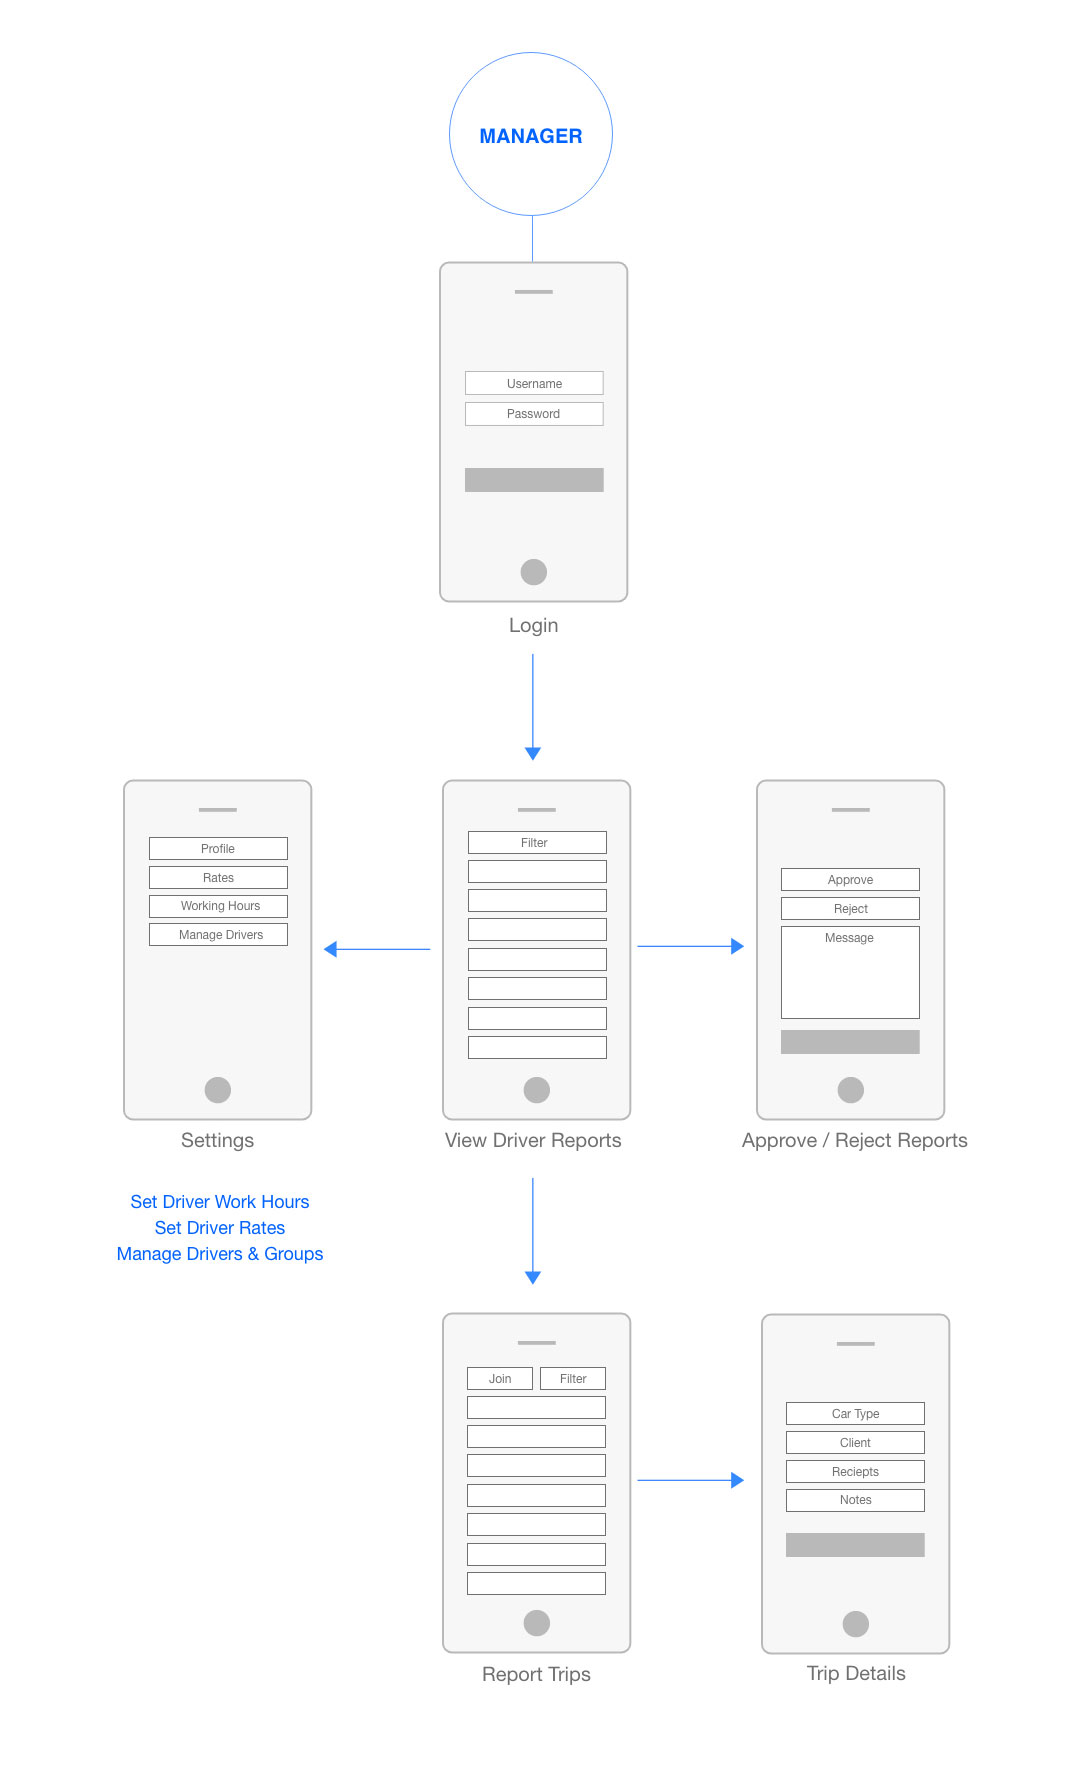 MANAGER
Username
Password
Login
Profile
Rates
Working Hours
Manage Drivers
Settings
Set Driver Work Hours
Set Driver Rates
Manage Drivers & Groups
Filter
View Driver Reports
Approve
Reject
Message
Approve / Reject Reports
Join
Filter
Report Trips
Car Type
Client
Reciepts
Notes
Trip Details